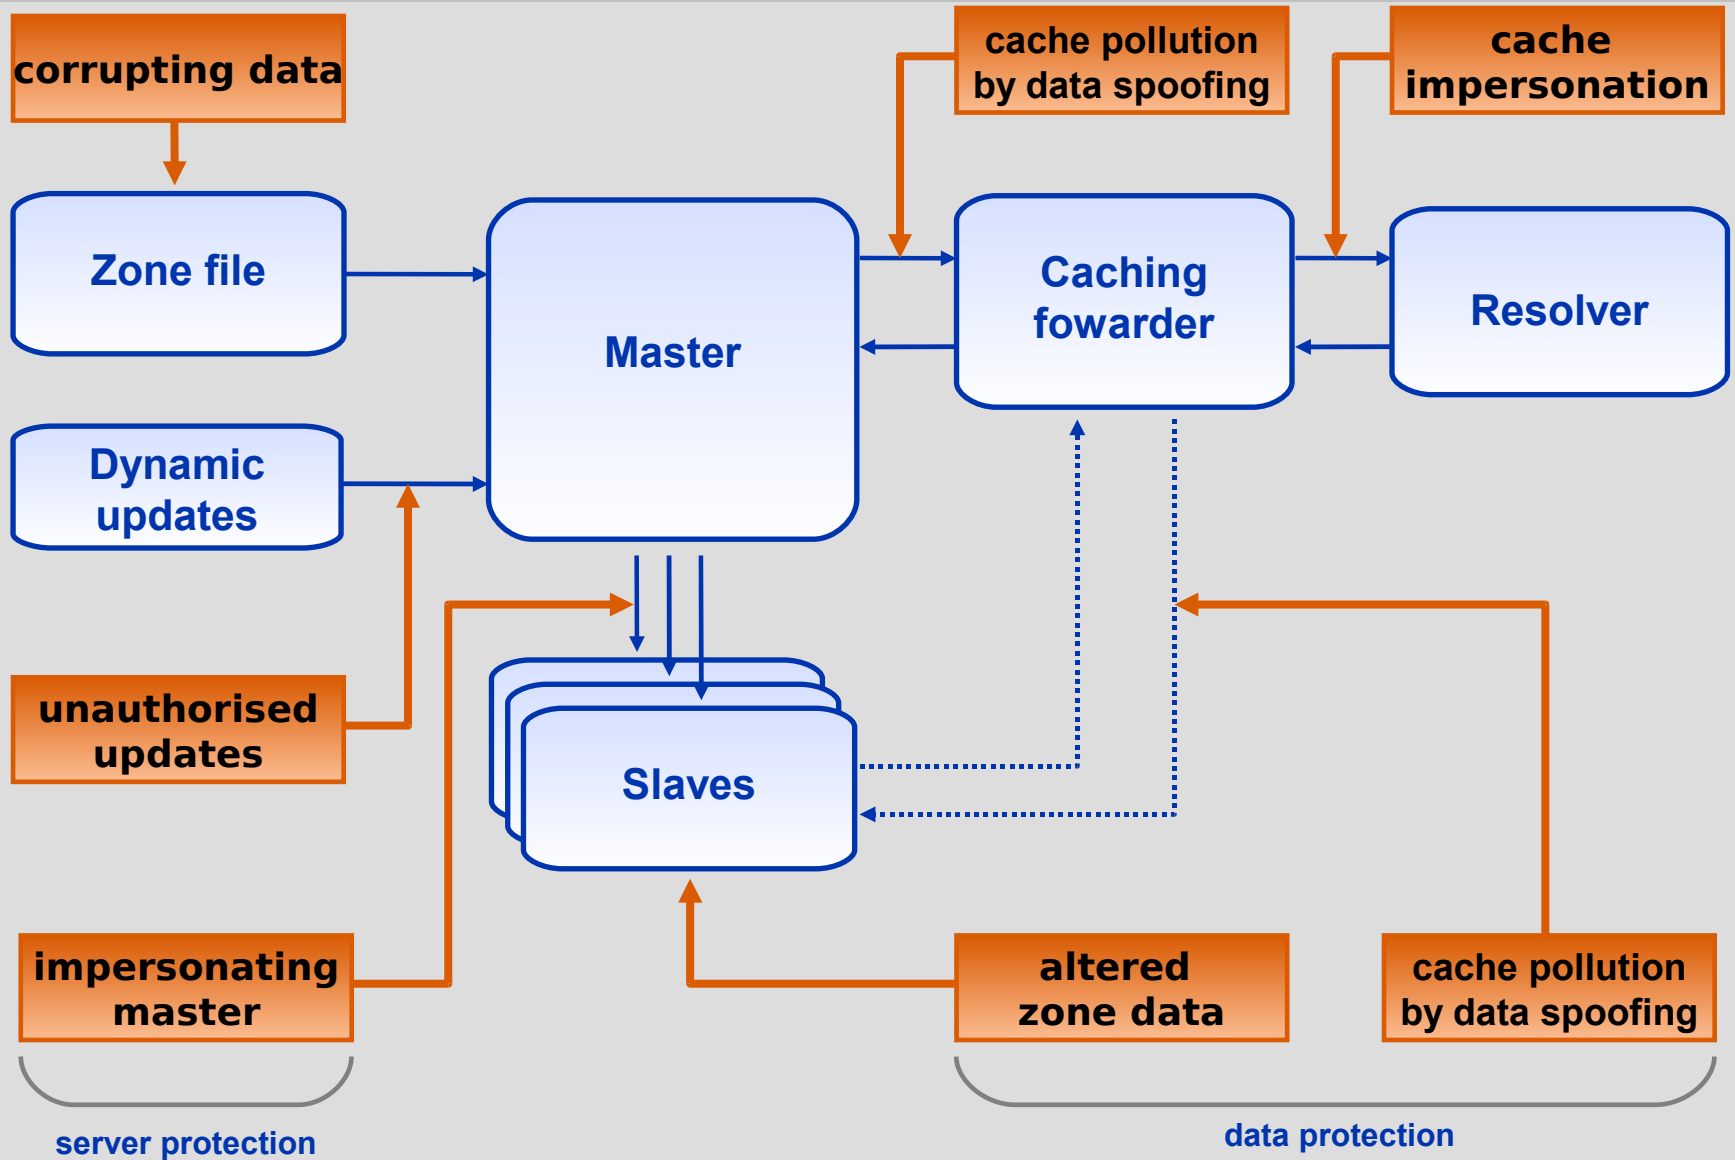 corrupting data
cache pollution
by data spoofing
cache
impersonation
Zone file
Master
Caching
fowarder
Resolver
Dynamic
updates
unauthorised
updates
Slaves
impersonating
master
altered
zone data
cache pollution
by data spoofing
server protection
data protection